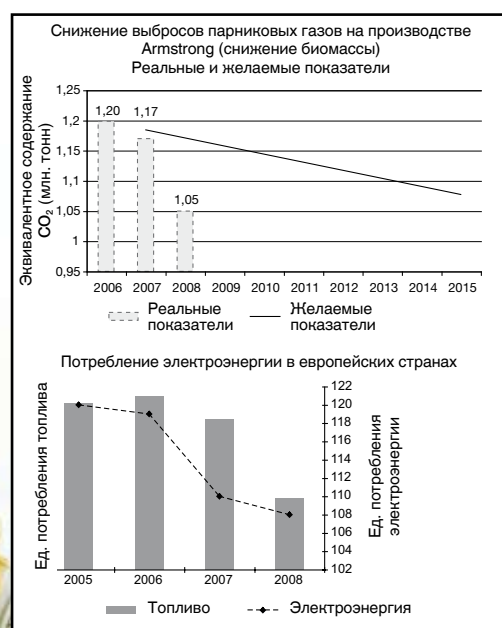 Снижение выбросов парниковых газов на производстве
Armstrong (снижение биомассы)
Реальные и желаемые показатели
Эквивалентное содержание
CO₂ (млн. тонн)
1,25
1,2
1,15
1,1
1,05
1
0,95
1,20
1,17
1,05
2006 2007 2008 2009 2010 2011 2012 2013 2014 2015
Реальные показатели
Желаемые показатели
Потребление электроэнергии в европейских странах
Ед. потребления топлива
122
120
118
116
114
112
110
108
106
104
102
Ед. потребления
электроэнергии
2005 2006 2007 2008
Топливо
Электроэнергия